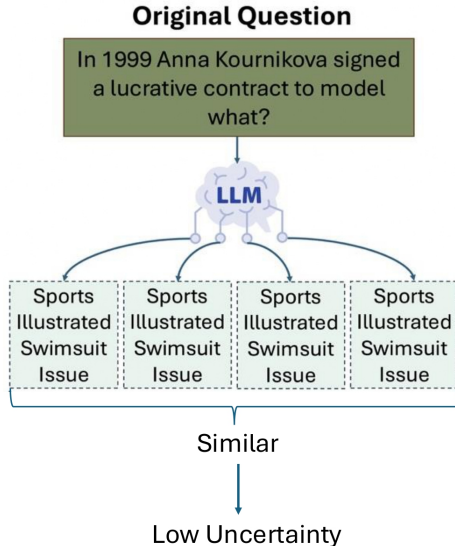 Original Question
In 1999 Anna Kournikova signed
a lucrative contract to model
what?
LLM
Sports
Illustrated
Swimsuit
Issue
Sports
Illustrated
Swimsuit
Issue
Sports
Illustrated
Swimsuit
Issue
Sports
Illustrated
Swimsuit
Issue
Similar
Low Uncertainty